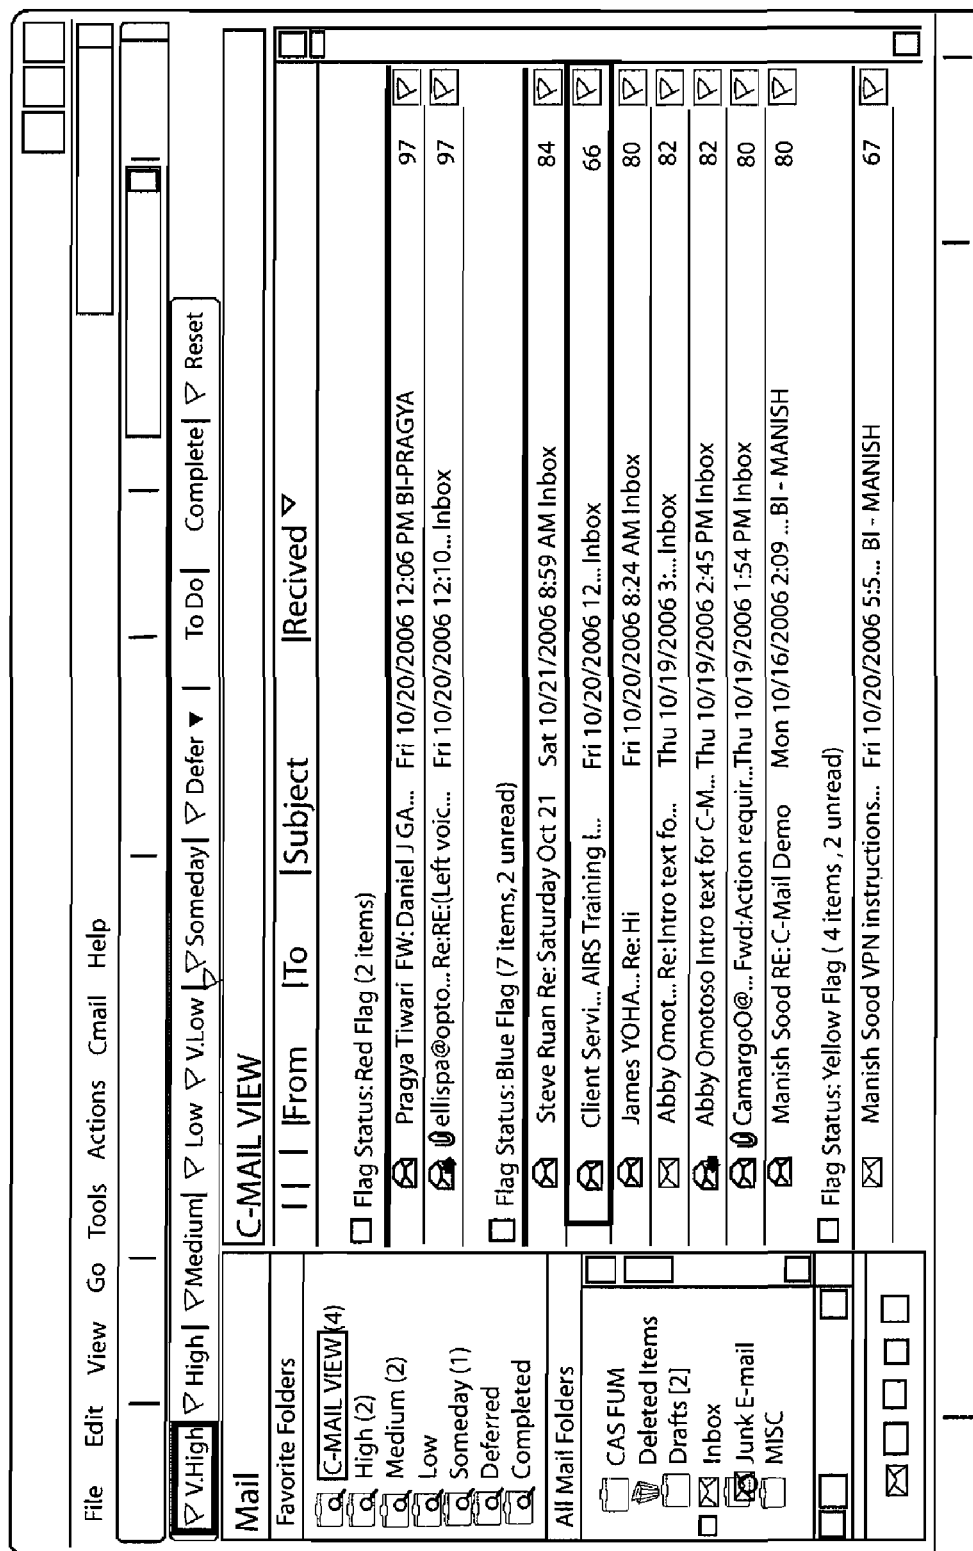 File Edit View Go Tools Actions Cmail Help
V.High| High| Medium| Low V.Low| Someday| Defer ▼ | To Do| Complete| Reset
Mail
Favorite Folders
C-MAIL VIEW (4)
High (2)
Medium (2)
Low
Someday (1)
Deferred
Completed
All Mail Folders
CAS FUM
Deleted Items
Drafts [2]
Inbox
Junk E-mail
MISC
C-MAIL VIEW
| | | |From |To |Subject |Recived
Flag Status: Red Flag (2 items)
Pragya Tiwari FW: Daniel J GA... Fri 10/20/2006 12:06 PM BI-PRAGYA 97
ellispa@opto... Re:RE:(Left voic... Fri 10/20/2006 12:10... Inbox 97
Flag Status: Blue Flag (7 items, 2 unread)
Steve Ruan Re: Saturday Oct 21 Sat 10/21/2006 8:59 AM Inbox 84
Client Servi... AIRS Training I... Fri 10/20/2006 12... Inbox 66
James YOHA... Re: Hi Fri 10/20/2006 8:24 AM Inbox 80
Abby Omot... Re: Intro text fo... Thu 10/19/2006 3:... Inbox 82
Abby Omotoso Intro text for C-M... Thu 10/19/2006 2:45 PM Inbox 82
CamargoO@... Fwd:Action requir...Thu 10/19/2006 1:54 PM Inbox 80
Manish Sood RE: C-Mail Demo Mon 10/16/2006 2:09 ... BI - MANISH 80
Flag Status: Yellow Flag ( 4 items , 2 unread)
Manish Sood VPN instructions... Fri 10/20/2006 5:5... BI - MANISH 67